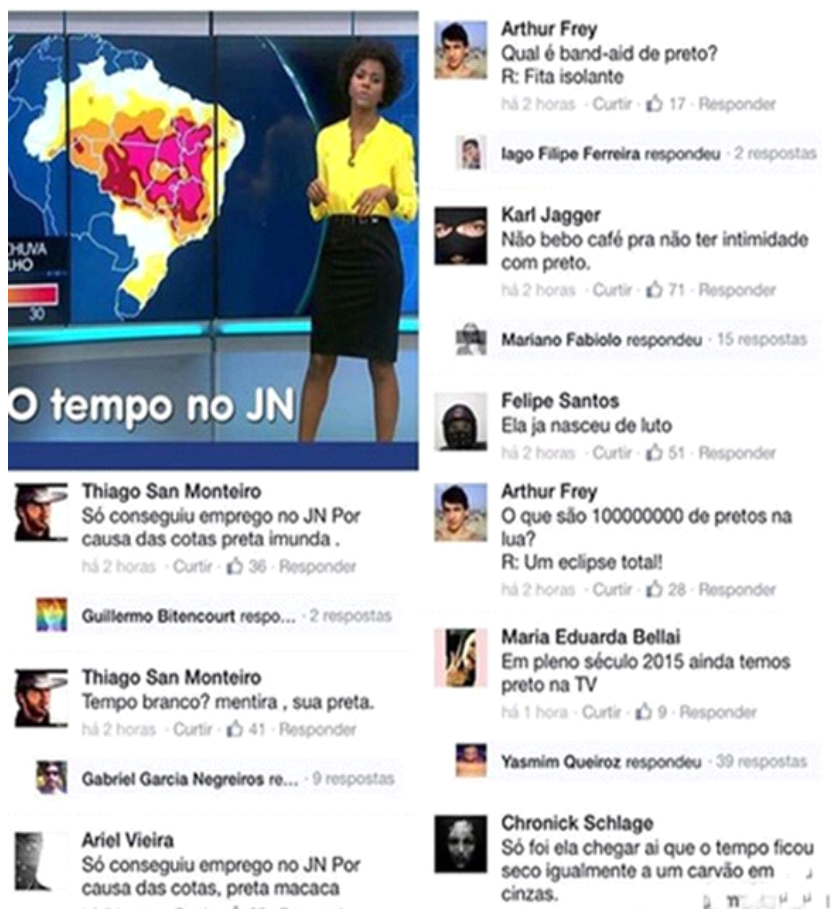 CHUVA
LHO
30
O tempo no JN
Thiago San Monteiro
Só conseguiu emprego no JN Por
causa das cotas preta imunda .
há 2 horas · Curtir · 36 · Responder
Guillermo Bitencourt respo... · 2 respostas
Thiago San Monteiro
Tempo branco? mentira , sua preta.
há 2 horas · Curtir · 41 · Responder
Gabriel Garcia Negreiros re... · 9 respostas
Ariel Vieira
Só conseguiu emprego no JN Por
causa das cotas, preta macaca
Arthur Frey
Qual é band-aid de preto?
R: Fita isolante
há 2 horas · Curtir · 17 · Responder
Iago Filipe Ferreira respondeu · 2 respostas
Karl Jagger
Não bebo café pra não ter intimidade
com preto.
há 2 horas · Curtir · 71 · Responder
Mariano Fabiolo respondeu · 15 respostas
Felipe Santos
Ela ja nasceu de luto
há 2 horas · Curtir · 51 · Responder
Arthur Frey
O que são 100000000 de pretos na
lua?
R: Um eclipse total!
há 2 horas · Curtir · 28 · Responder
Maria Eduarda Bellai
Em pleno século 2015 ainda temos
preto na TV
há 1 hora · Curtir · 9 · Responder
Yasmim Queiroz respondeu · 39 respostas
Chronick Schlage
Só foi ela chegar ai que o tempo ficou
seco igualmente a um carvão em
cinzas.